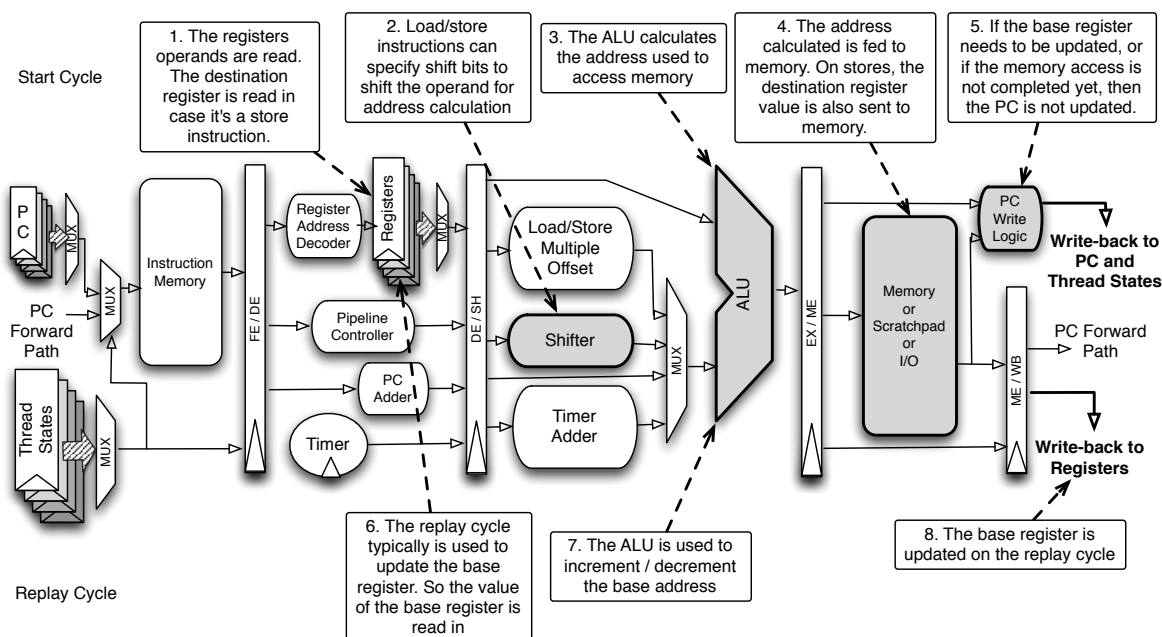 1. The registers
operands are read.
The destination
register is read in
case it's a store
instruction.
2. Load/store
instructions can
specify shift bits to
shift the operand for
address calculation
3. The ALU calculates
the address used to
access memory
4. The address
calculated is fed to
memory. On stores, the
destination register
value is also sent to
memory.
5. If the base register
needs to be updated, or
if the memory access is
not completed yet, then
the PC is not updated.
Start Cycle
PC
MUX
MUX
PC
Forward
Path
Thread
States
MUX
Instruction
Memory
FE / DE
Register
Address
Decoder
Registers
MUX
Pipeline
Controller
PC
Adder
Timer
DE / SH
Load/Store
Multiple
Offset
Shifter
Timer
Adder
MUX
ALU
EX / ME
Memory
or
Scratchpad
or
I/O
PC
Write
Logic
Write-back to
PC and
Thread States
ME / WB
PC Forward
Path
Write-back to
Registers
Replay Cycle
6. The replay cycle
typically is used to
update the base
register. So the value
of the base register is
read in
7. The ALU is used to
increment / decrement
the base address
8. The base register is
updated on the replay cycle